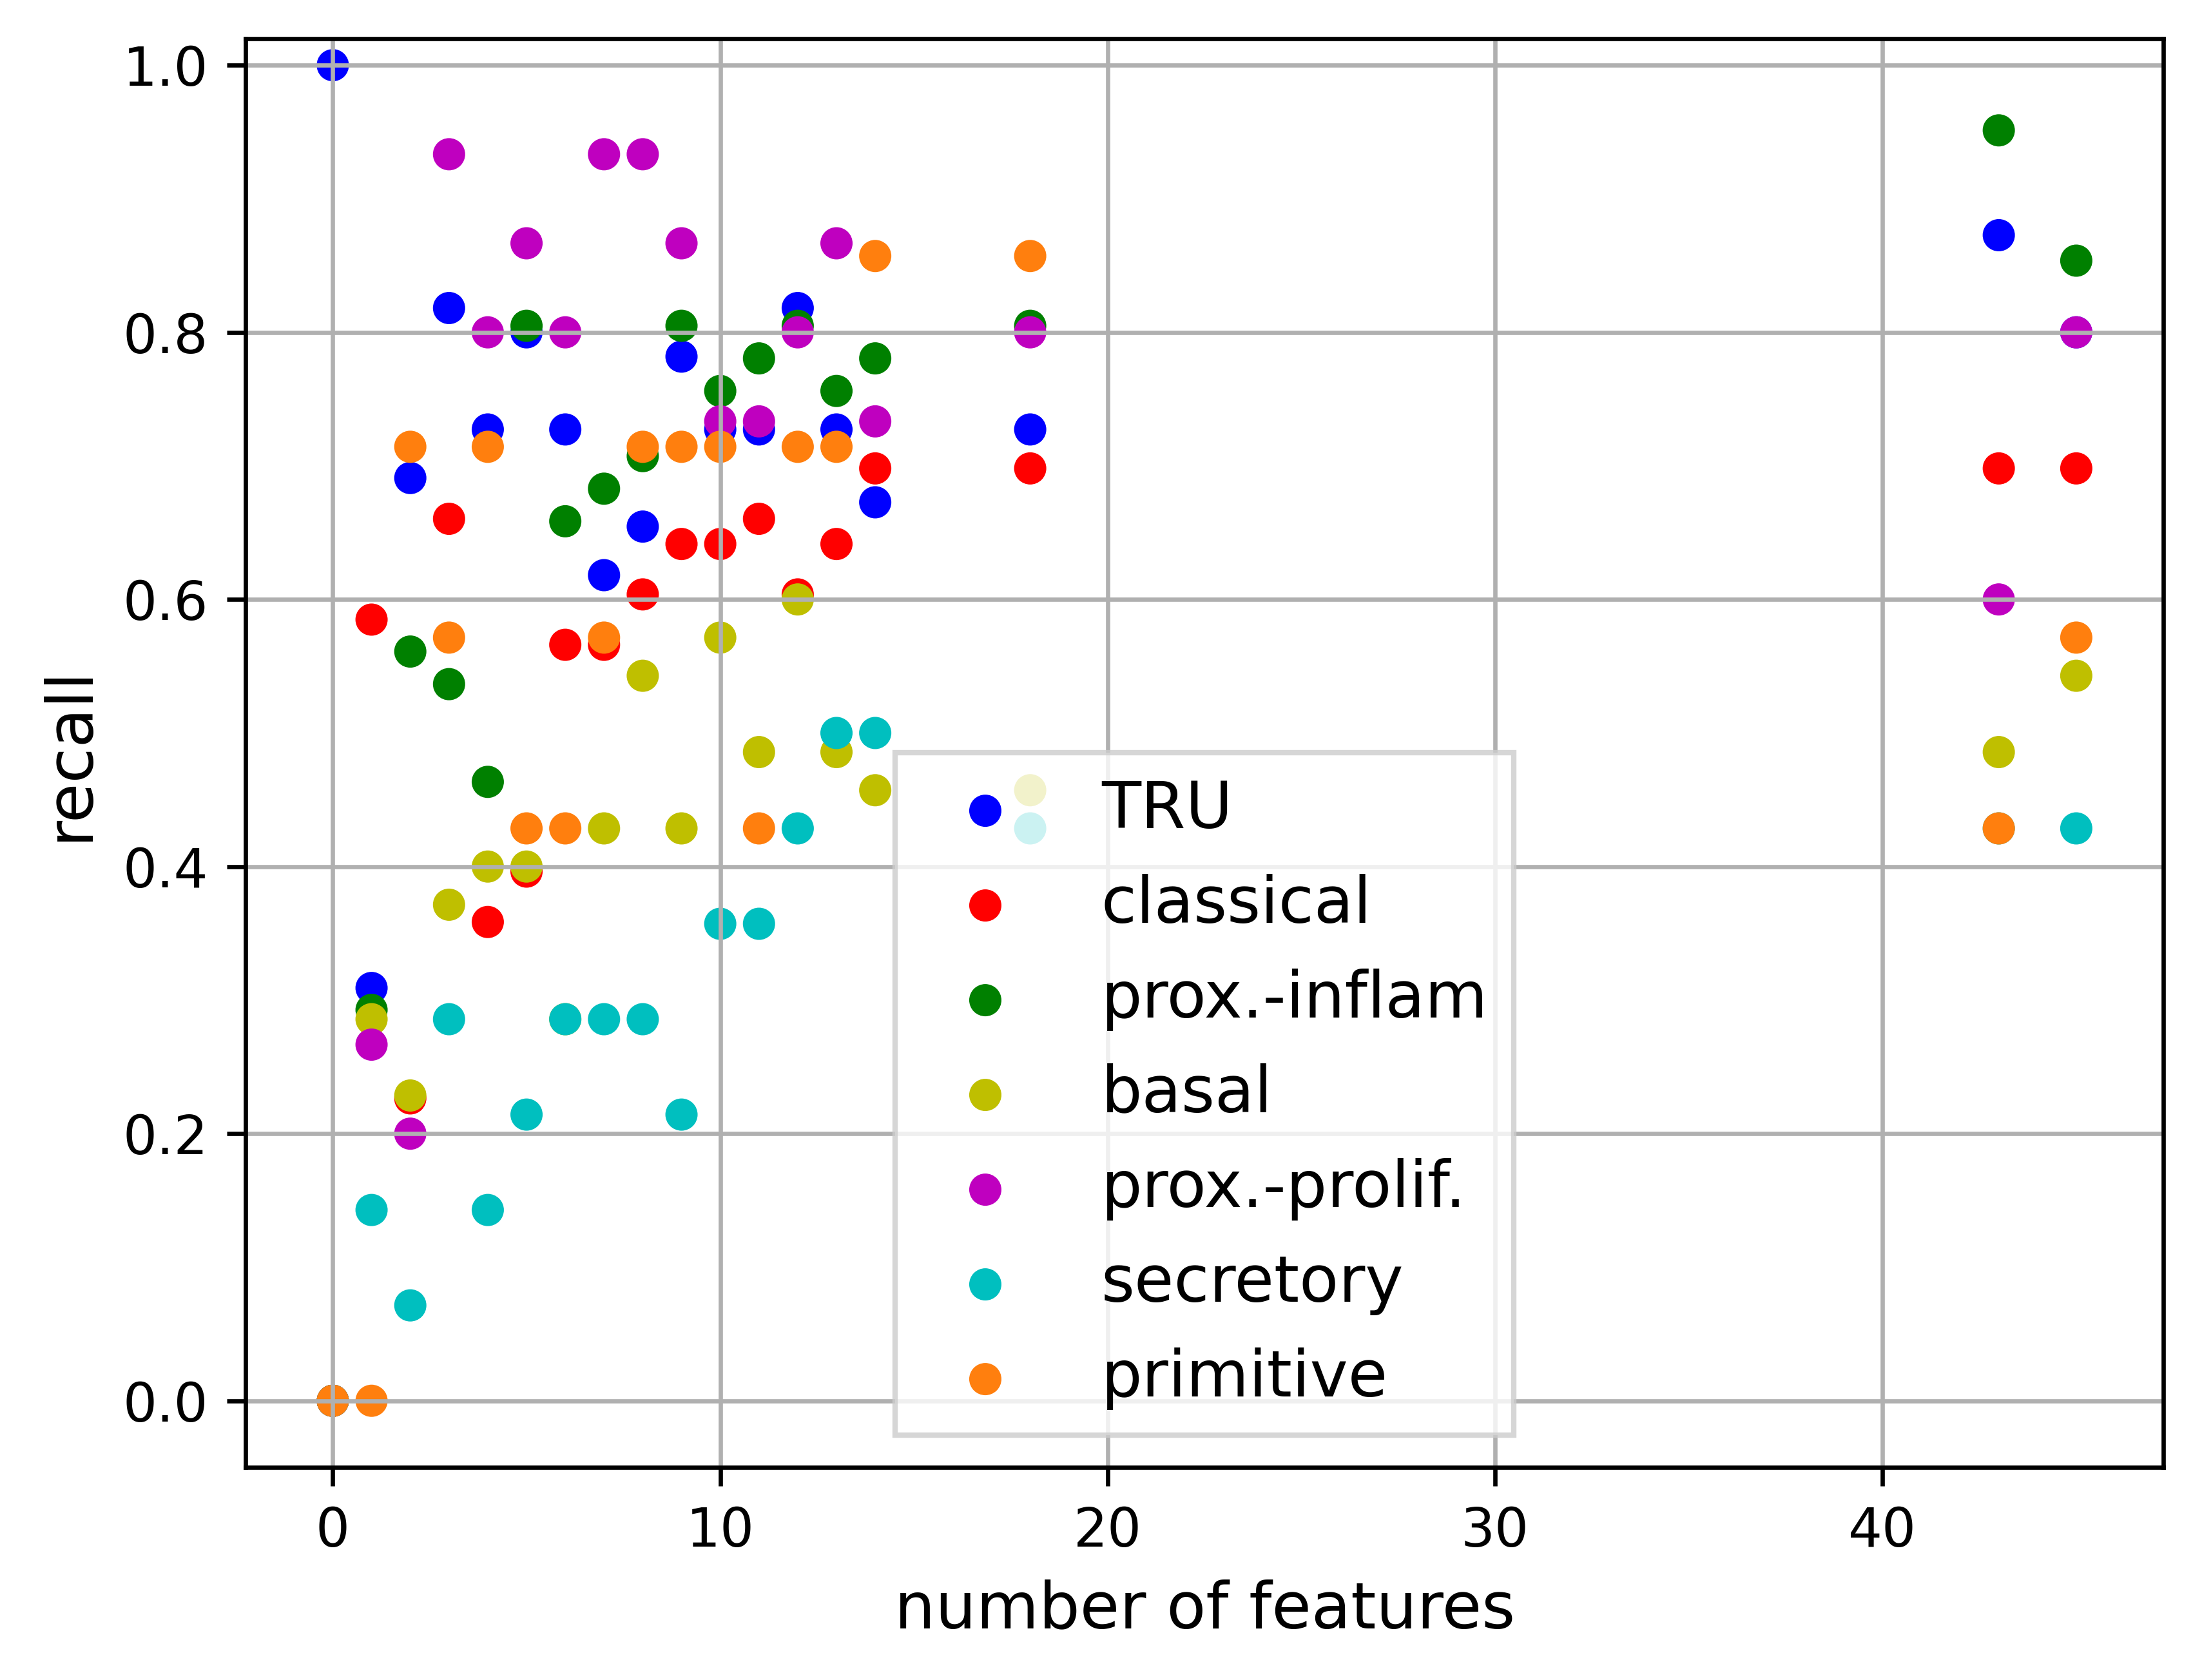 1.0
0.8
0.6
0.4
0.2
0.0
recall
TRU
classical
prox.-inflam
basal
prox.-prolif.
secretory
primitive
0 10 20 30 40
number of features